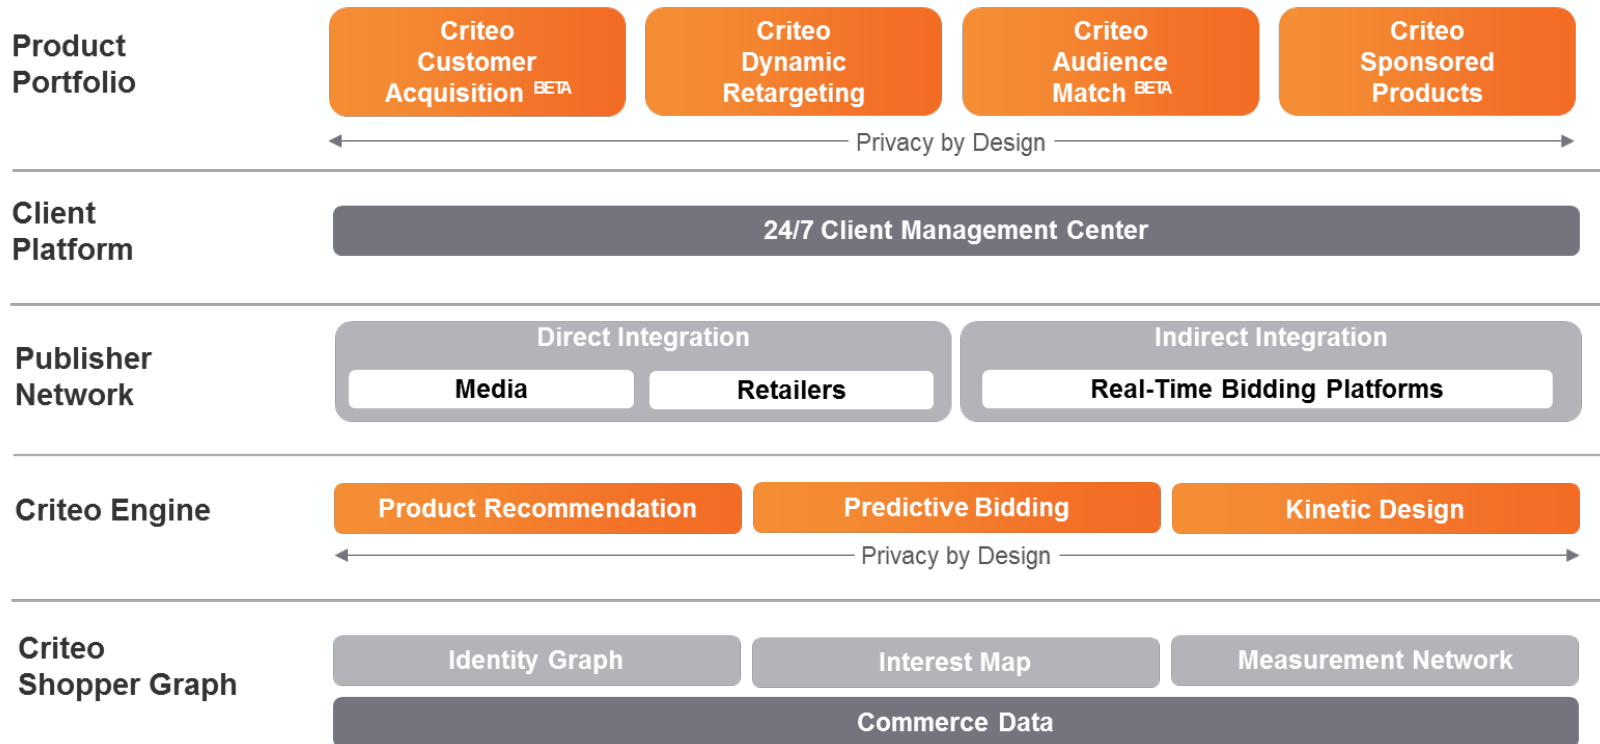 Product
Portfolio
Criteo
Customer
Acquisition BETA
Criteo
Dynamic
Retargeting
Criteo
Audience
Match BETA
Criteo
Sponsored
Products
Privacy by Design
Client
Platform
24/7 Client Management Center
Publisher
Network
Direct Integration
Media
Retailers
Indirect Integration
Real-Time Bidding Platforms
Criteo Engine
Product Recommendation
Predictive Bidding
Kinetic Design
Privacy by Design
Criteo
Shopper Graph
Identity Graph
Interest Map
Measurement Network
Commerce Data